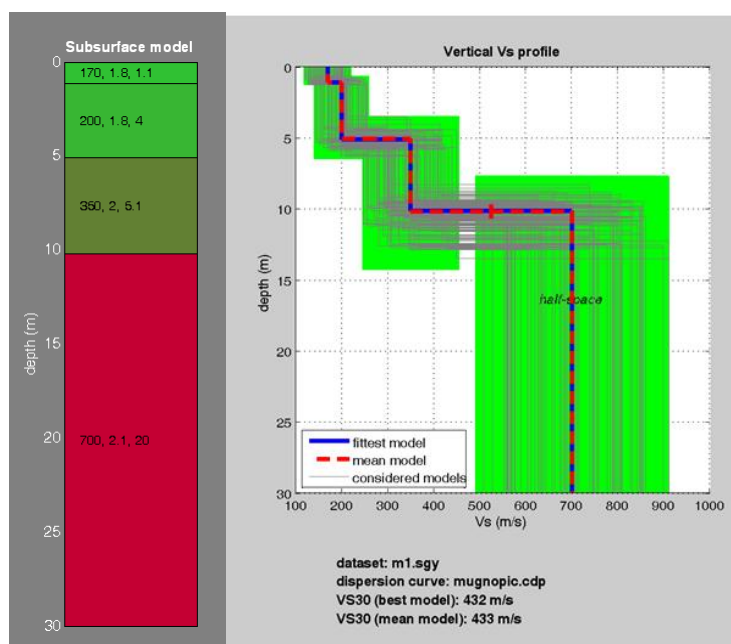 Subsurface model
0
170, 1.8, 1.1
200, 1.8, 4
5
350, 2, 5.1
10
15
700, 2.1, 20
20
25
30
depth (m)
Vertical Vs profile
0
5
10
15
20
25
30
depth (m)
half-space
fittest model
mean model
considered models
100 200 300 400 500 600 700 800 900 1000
Vs (m/s)
dataset: m1.sgy
dispersion curve: mugnopic.cdp
VS30 (best model): 432 m/s
VS30 (mean model): 433 m/s